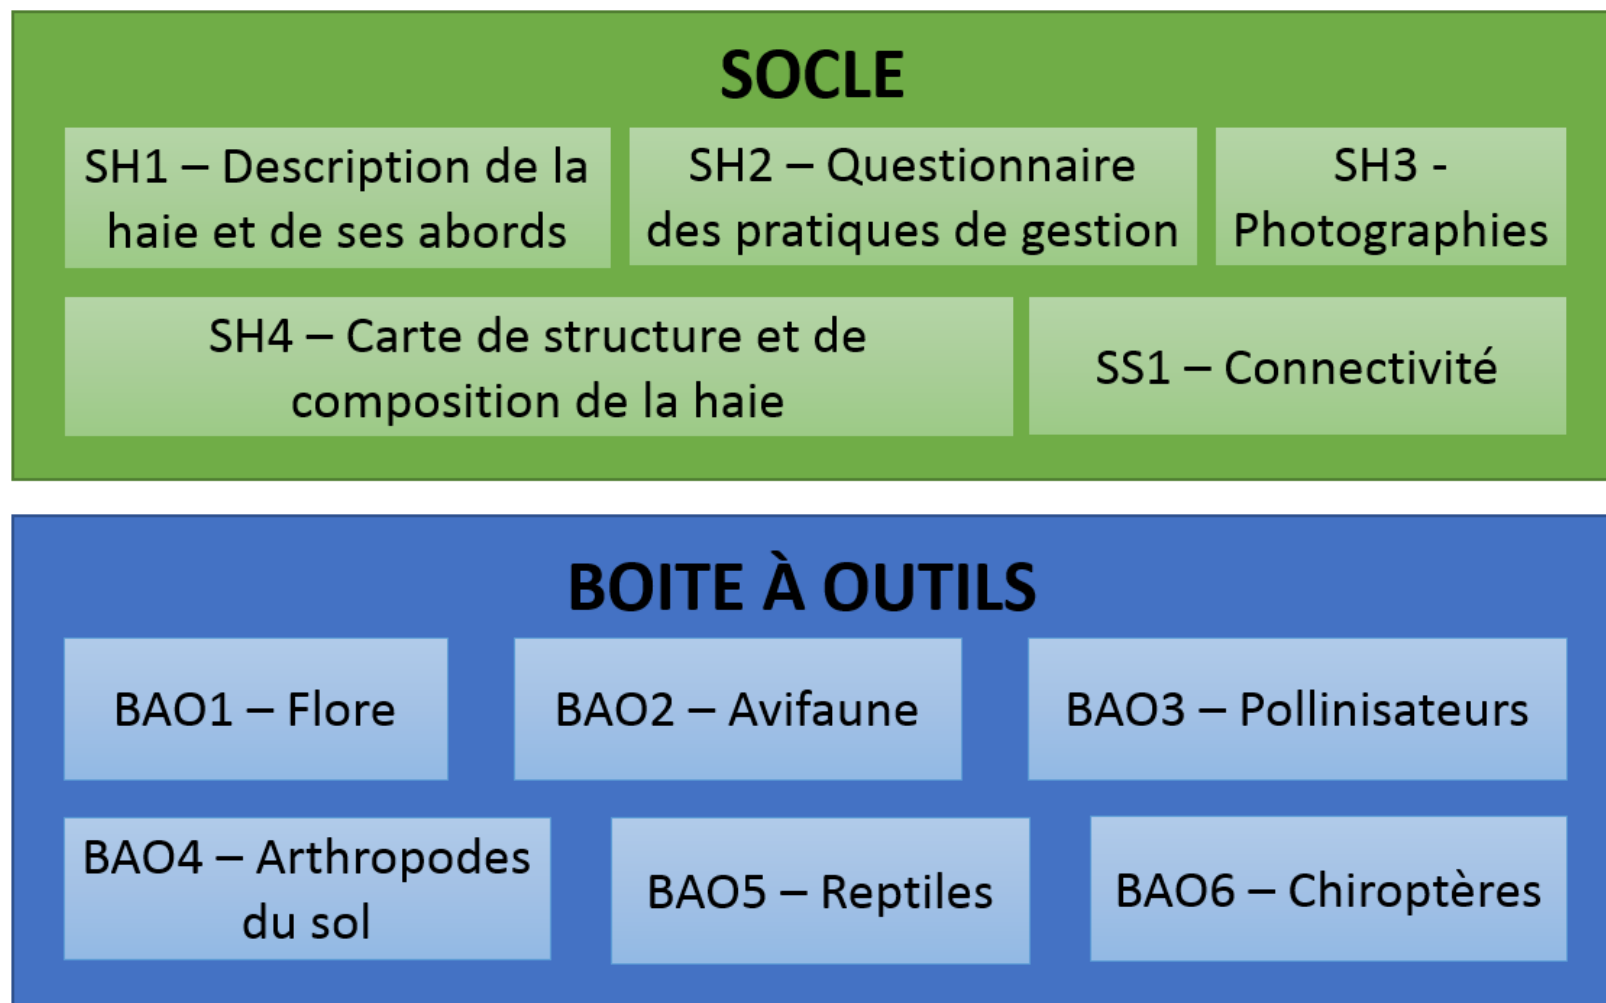 SOCLE
SH1 – Description de la
haie et de ses abords
SH2 – Questionnaire
des pratiques de gestion
SH3 -
Photographies
SH4 – Carte de structure et de
composition de la haie
SS1 – Connectivité
BOITE À OUTILS
BAO1 – Flore
BAO2 – Avifaune
BAO3 – Pollinisateurs
BAO4 – Arthropodes
du sol
BAO5 – Reptiles
BAO6 – Chiroptères